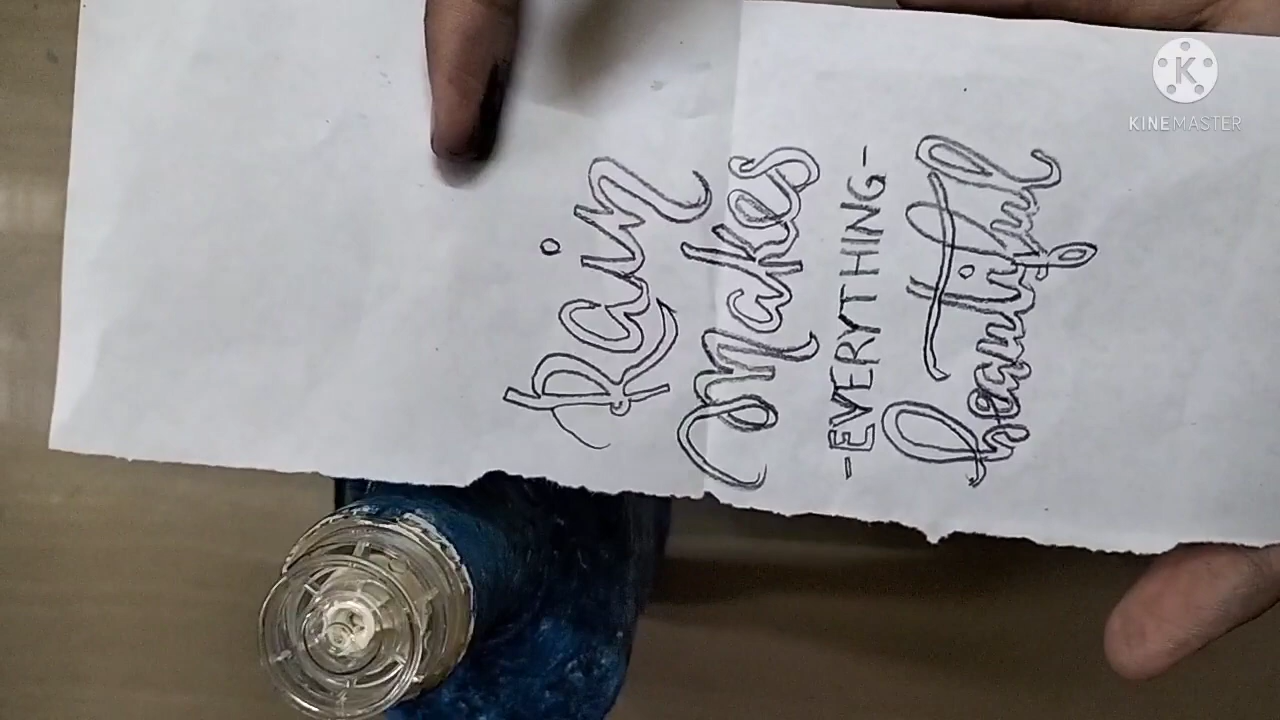 Rain
makes
-EVERYTHING-
beautiful
K
KINEMASTER